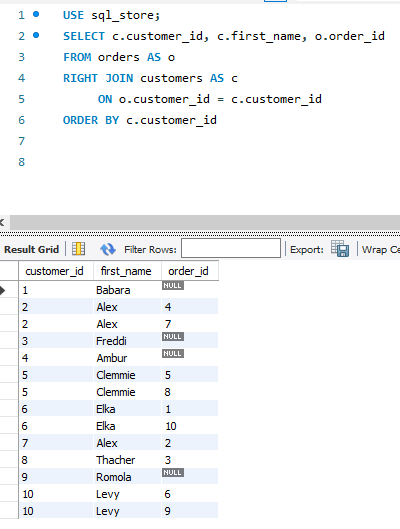 1 USE sql_store;
2 SELECT c.customer_id, c.first_name, o.order_id
3 FROM orders AS o
4 RIGHT JOIN customers AS c
5 ON o.customer_id = c.customer_id
6 ORDER BY c.customer_id
7
8
Result Grid Filter Rows: Export: Wrap Ce
customer_id first_name order_id
1 Babara NULL
2 Alex 4
2 Alex 7
3 Freddi NULL
4 Ambur NULL
5 Clemmie 5
5 Clemmie 8
6 Elka 1
6 Elka 10
7 Alex 2
8 Thacher 3
9 Romola NULL
10 Levy 6
10 Levy 9